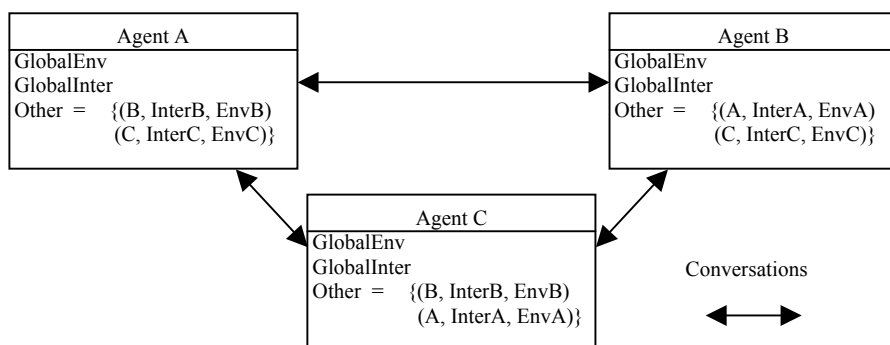 Agent A
GlobalEnv
GlobalInter
Other = {(B, InterB, EnvB)
(C, InterC, EnvC)}
Agent B
GlobalEnv
GlobalInter
Other = {(A, InterA, EnvA)
(C, InterC, EnvC)}
Agent C
GlobalEnv
GlobalInter
Other = {(B, InterB, EnvB)
(A, InterA, EnvA)}
Conversations